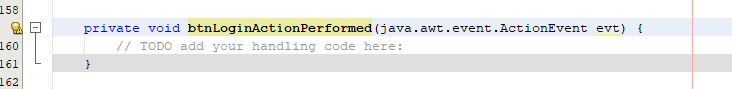 158
private void btnLoginActionPerformed(java.awt.event.ActionEvent evt) {
160 // TODO add your handling code here:
161 }
162